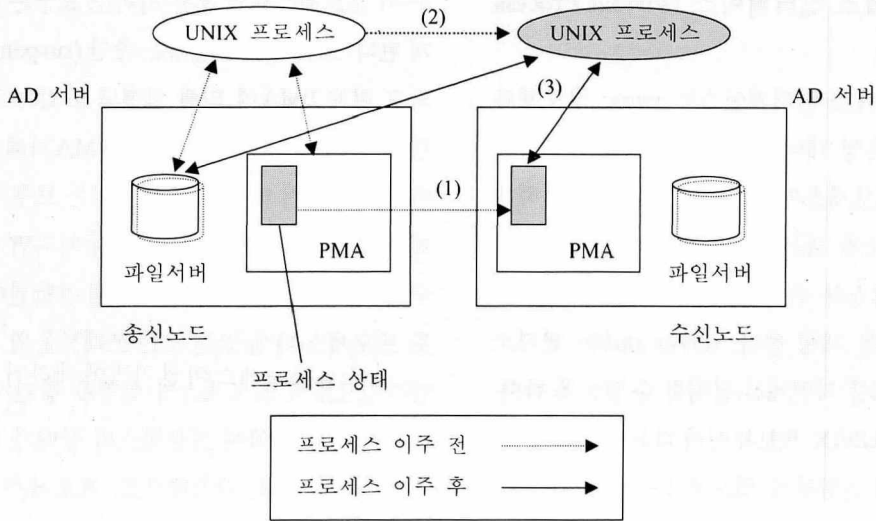 (2)
UNIX 프로세스
UNIX 프로세스
AD 서버
(3)
AD 서버
(1)
PMA
PMA
파일서버
파일서버
송신노드
수신노드
프로세스 상태
프로세스 이주 전
프로세스 이주 후